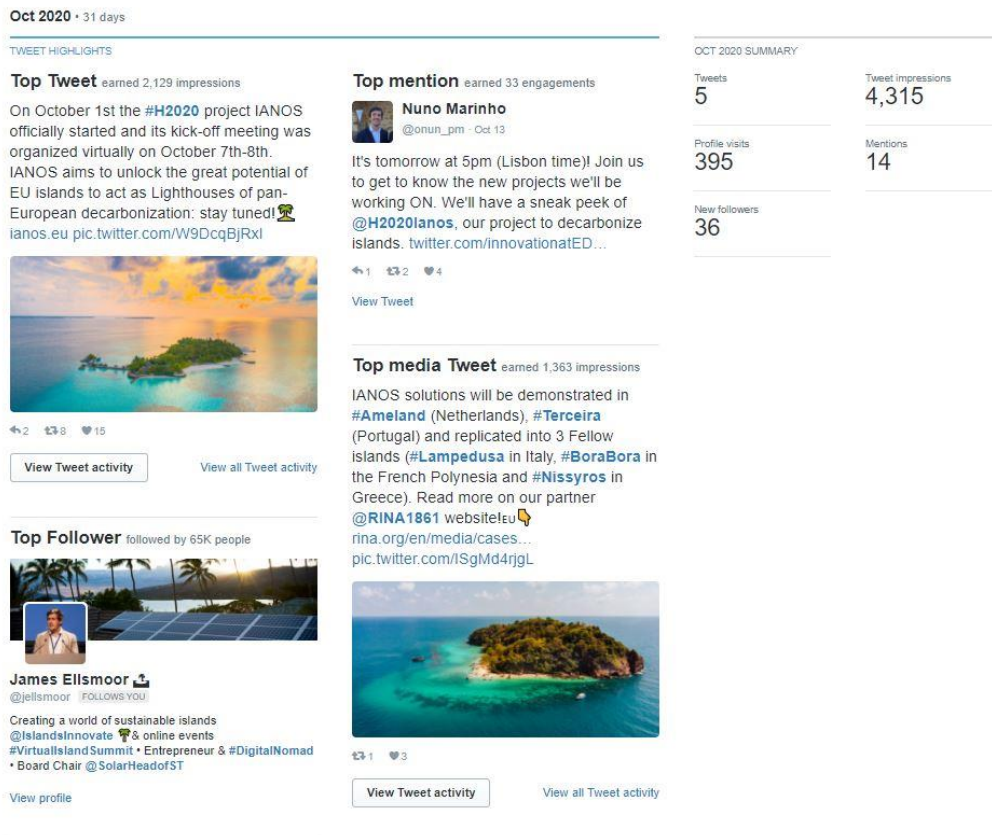 Oct 2020 • 31 days
TWEET HIGHLIGHTS
Top Tweet earned 2,129 impressions
On October 1st the #H2020 project IANOS
officially started and its kick-off meeting was
organized virtually on October 7th-8th.
IANOS aims to unlock the great potential of
EU islands to act as Lighthouses of pan-
European decarbonization: stay tuned!🏝
ianos.eu pic.twitter.com/W9DcqBjRxI
2 8 15
View Tweet activity View all Tweet activity
Top Follower followed by 65K people
James Ellsmoor
@jellsmoor FOLLOWS YOU
Creating a world of sustainable islands
@IslandsInnovate 🌴& online events
#VirtualIslandSummit • Entrepreneur & #DigitalNomad
• Board Chair @SolarHeadofST
View profile
Top mention earned 33 engagements
Nuno Marinho
@onun_pm · Oct 13
It's tomorrow at 5pm (Lisbon time)! Join us
to get to know the new projects we'll be
working ON. We'll have a sneak peek of
@H2020Ianos, our project to decarbonize
islands. twitter.com/innovationatED…
1 2 4
View Tweet
Top media Tweet earned 1,363 impressions
IANOS solutions will be demonstrated in
#Ameland (Netherlands), #Terceira
(Portugal) and replicated into 3 Fellow
islands (#Lampedusa in Italy, #BoraBora in
the French Polynesia and #Nissyros in
Greece). Read more on our partner
@RINA1861 website!EU👇
rina.org/en/media/cases…
pic.twitter.com/ISgMd4rjgL
1 3
View Tweet activity View all Tweet activity
OCT 2020 SUMMARY
Tweets Tweet impressions
5 4,315
Profile visits Mentions
395 14
New followers
36